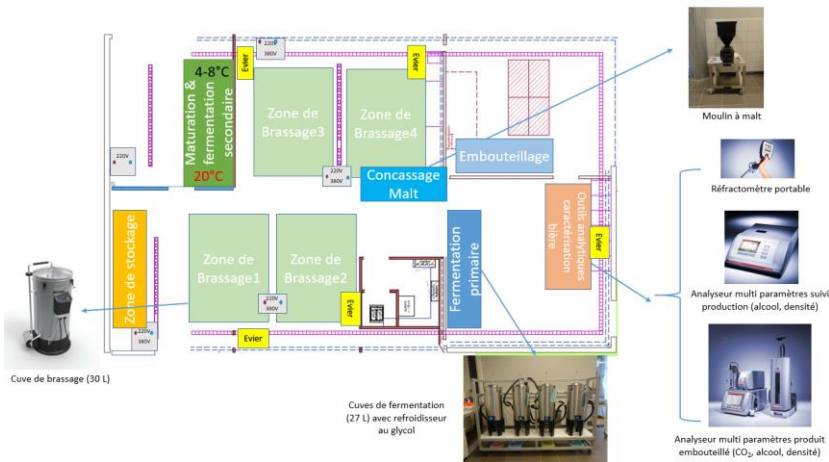 220V
380V
Evier
Evier
4-8°C
Maturation &
fermentation
secondaire
20°C
Zone de
Brassage3
Zone de
Brassage4
Embouteillage
Concassage
Malt
220V
220V
380V
Moulin à malt
Réfractomètre portable
Outils analytiques
caractérisation
bière
Evier
Analyseur multi paramètres suivi
production (alcool, densité)
Zone de stockage
Zone de
Brassage1
Zone de
Brassage2
220V
380V
Evier
Fermentation
primaire
220V
380V
Evier
Cuve de brassage (30 L)
Cuves de fermentation
(27 L) avec refroidisseur
au glycol
Analyseur multi paramètres produit
embouteillé (CO₂, alcool, densité)